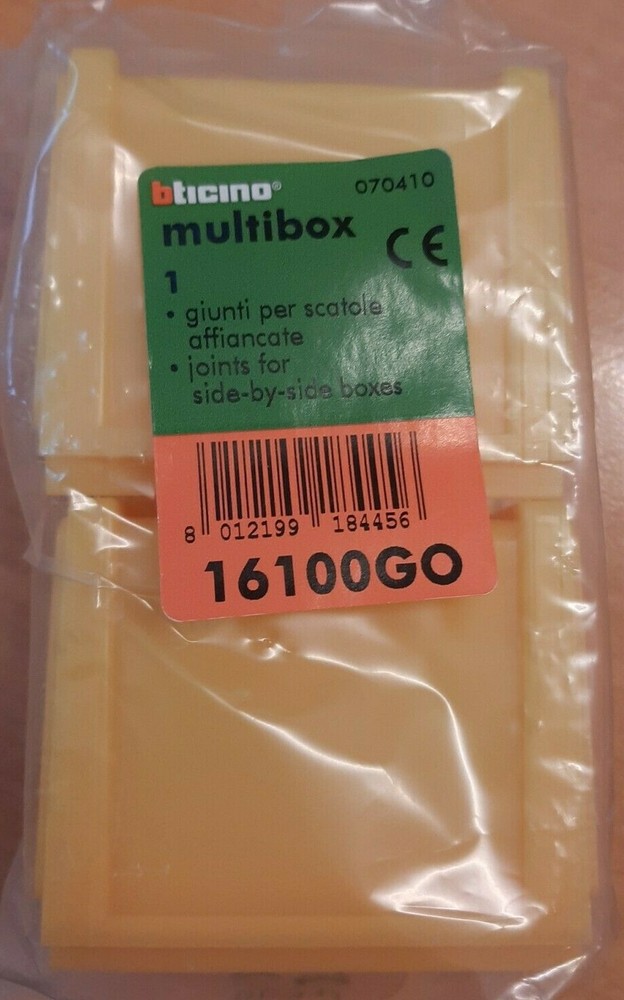 bticino® 070410
multibox
CE
1
• giunti per scatole
affiancate
• joints for
side-by-side boxes
8 012199 184456
16100GO